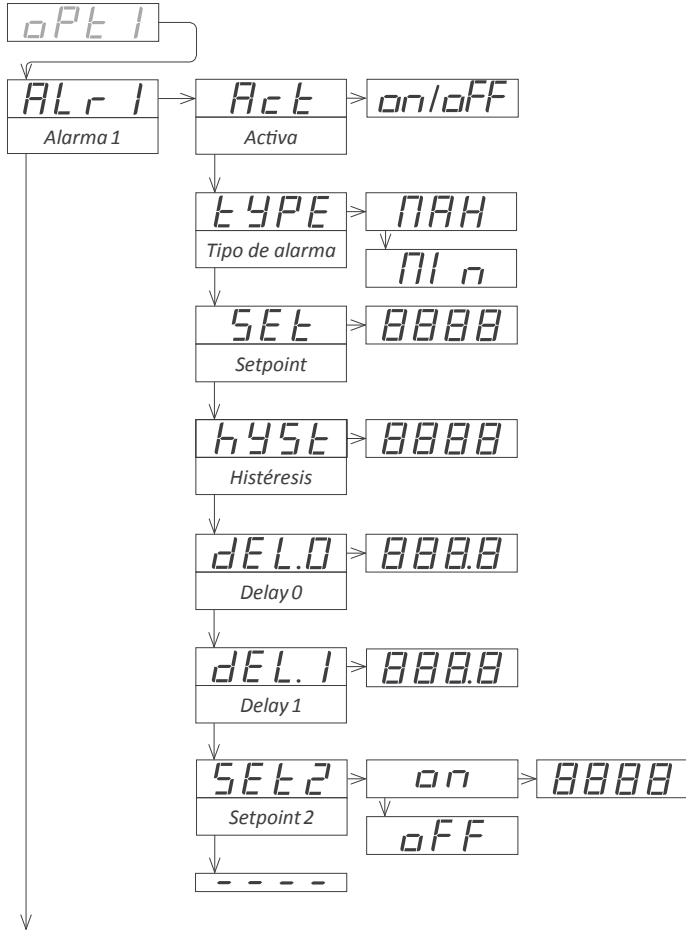 oPt 1
ALr 1
Alarma 1
Act
Activa
on/oFF
tYPE
Tipo de alarma
MAX
MIn
SEt
Setpoint
8888
hYSt
Histéresis
8888
dEL.0
Delay 0
888.8
dEL.1
Delay 1
888.8
SEt2
Setpoint 2
on
8888
oFF
- - - -